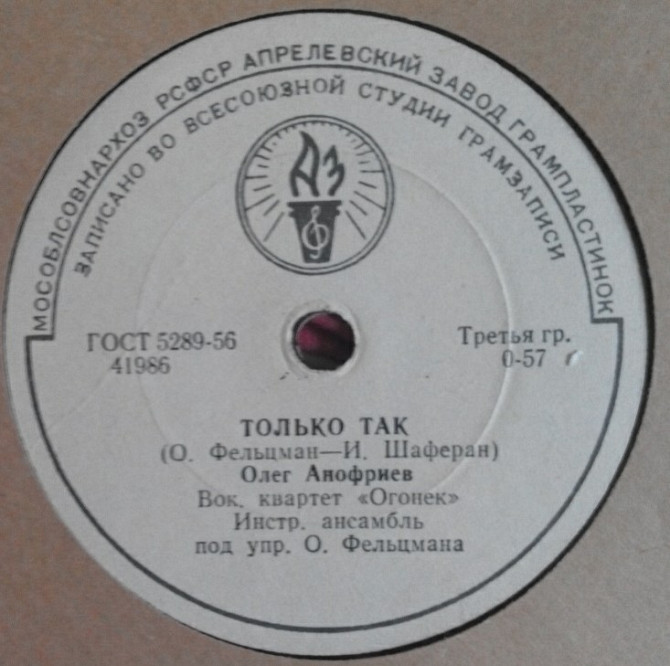 МОСОБЛСОВНАРХОЗ РСФСР АПРЕЛЕВСКИЙ ЗАВОД ГРАМПЛАСТИНОК
ЗАПИСАНО ВО ВСЕСОЮЗНОЙ СТУДИИ ГРАМЗАПИСИ
АЗ
ГОСТ 5289-56
41986
Третья гр.
0-57
ТОЛЬКО ТАК
(О. Фельцман—И. Шаферан)
Олег Анофриев
Вок. квартет «Огонек»
Инстр. ансамбль
под упр. О. Фельцмана